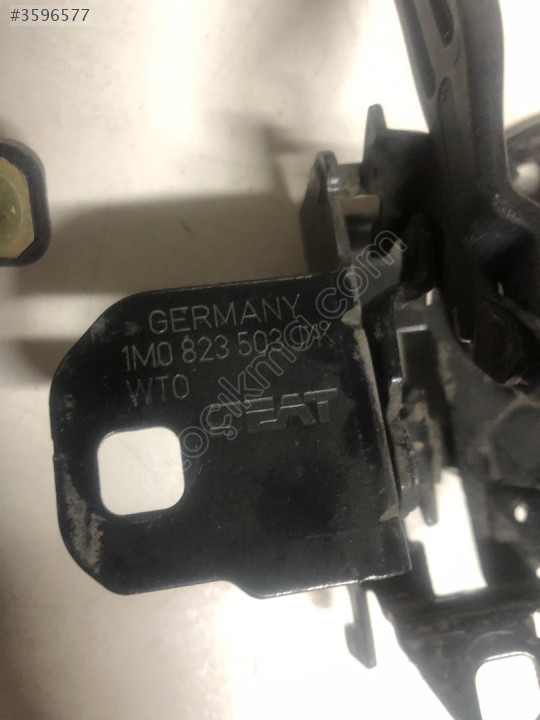 #3596577
GERMANY
1M0 823 503
WT0
SEAT